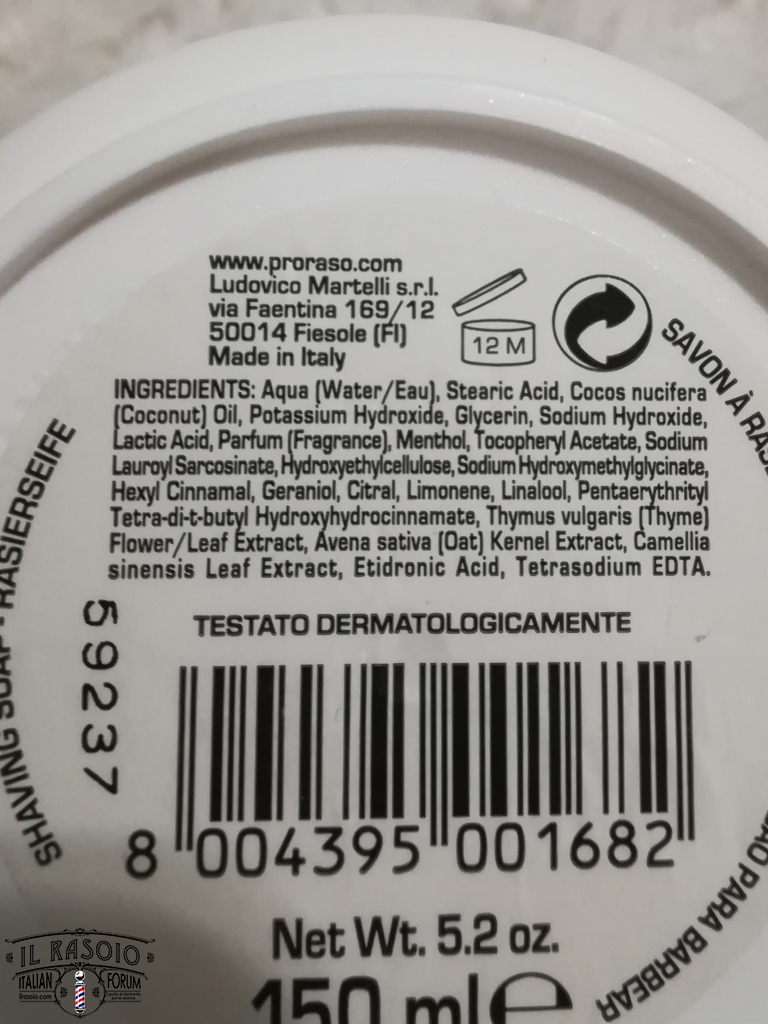 www.proraso.com
Ludovico Martelli s.r.l.
via Faentina 169/12
50014 Fiesole (FI)
Made in Italy
12 M
INGREDIENTS: Aqua (Water/Eau), Stearic Acid, Cocos nucifera
(Coconut) Oil, Potassium Hydroxide, Glycerin, Sodium Hydroxide,
Lactic Acid, Parfum (Fragrance), Menthol, Tocopheryl Acetate, Sodium
Lauroyl Sarcosinate, Hydroxyethylcellulose, Sodium Hydroxymethylglycinate,
Hexyl Cinnamal, Geraniol, Citral, Limonene, Linalool, Pentaerythrityl
Tetra-di-t-butyl Hydroxyhydrocinnamate, Thymus vulgaris (Thyme)
Flower/Leaf Extract, Avena sativa (Oat) Kernel Extract, Camellia
sinensis Leaf Extract, Etidronic Acid, Tetrasodium EDTA.
TESTATO DERMATOLOGICAMENTE
59237
8 004395 001682
Net Wt. 5.2 oz.
150 ml e
SHAVING SOAP · RASIERSEIFE
SAVON À
PARA BARBEAR
IL RASOIO
ITALIAN FORUM
ilrasoio.com